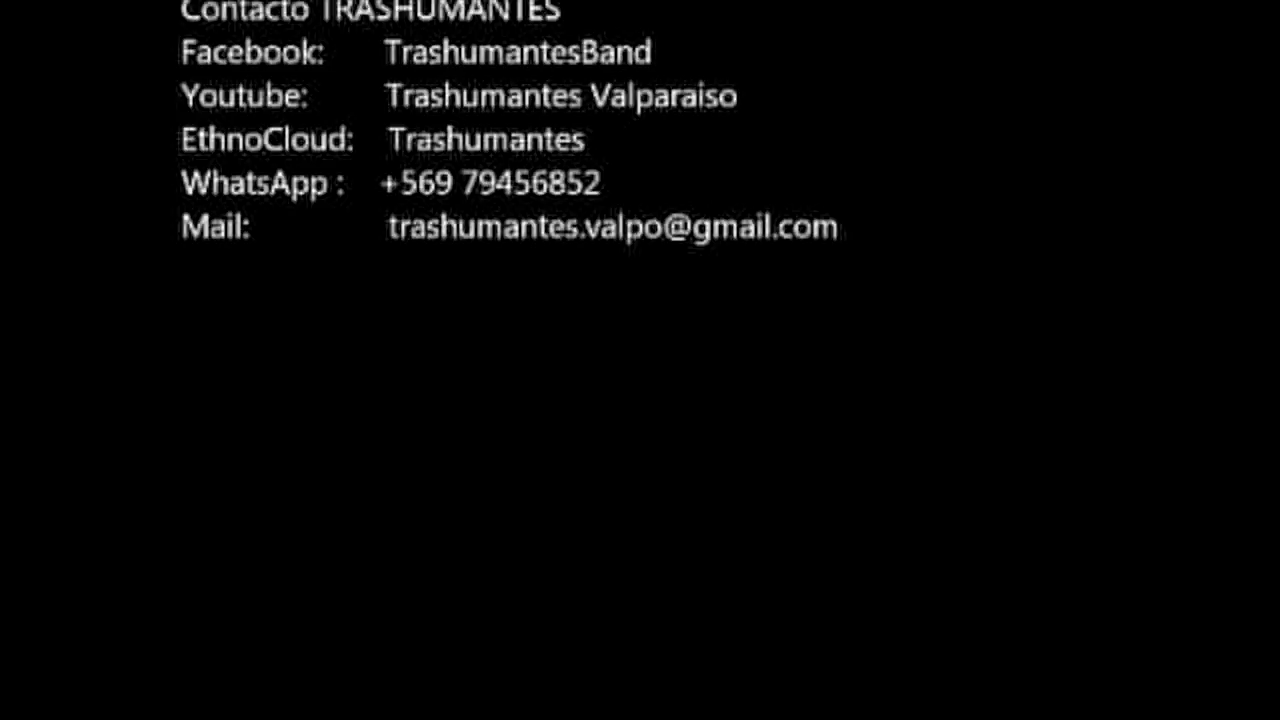 Contacto TRASHUMANTES
Facebook: TrashumantesBand
Youtube: Trashumantes Valparaiso
EthnoCloud: Trashumantes
WhatsApp : +569 79456852
Mail: trashumantes.valpo@gmail.com